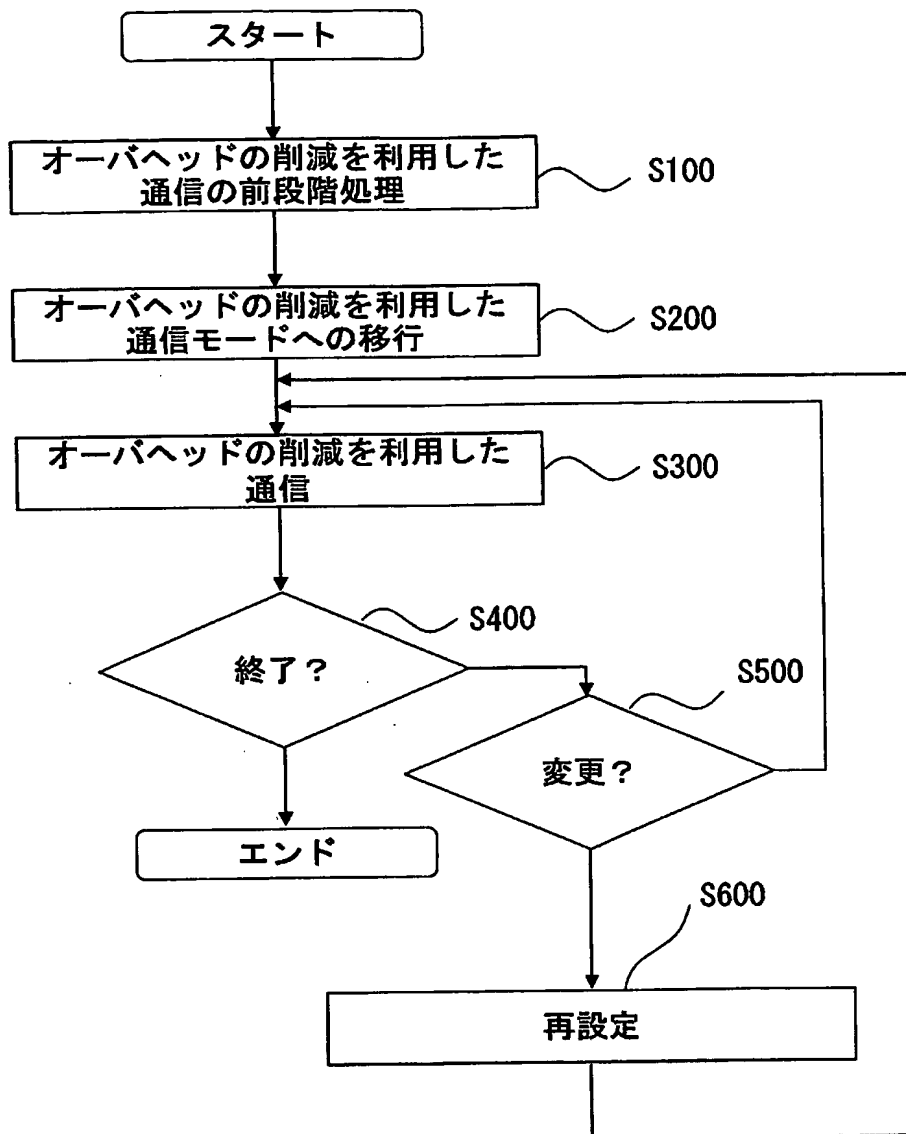 スタート
オーバヘッドの削減を利用した
通信の前段階処理
S100
オーバヘッドの削減を利用した
通信モードへの移行
S200
オーバヘッドの削減を利用した
通信
S300
終了？
S400
変更？
S500
エンド
再設定
S600